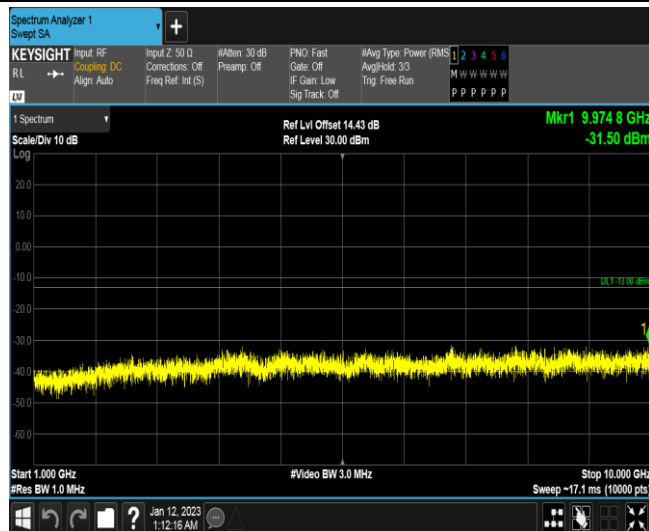 Spectrum Analyzer 1
Swept SA
+
KEYSIGHT Input: RF Input Z: 50 Ω #Atten: 30 dB PNO: Fast #Avg Type: Power (RMS 1 2 3 4 5 6
RL Coupling: DC Corrections: Off Preamp: Off Gate: Off Avg|Hold: 3/3 M W W W W W
Align: Auto Freq Ref: Int (S) IF Gain: Low Trig: Free Run
Sig Track: Off P P P P P P
1 Spectrum Ref Lvl Offset 14.43 dB Mkr1 9.974 8 GHz
Scale/Div 10 dB Ref Level 30.00 dBm -31.50 dBm
Log
20.0
10.0
0.00
-10.0
DL1 -13.00 dBm
-20.0
-30.0
1
-40.0
-50.0
-60.0
Start 1.000 GHz #Video BW 3.0 MHz Stop 10.000 GHz
#Res BW 1.0 MHz Sweep ~17.1 ms (10000 pts)
? Jan 12, 2023
1:12:16 AM